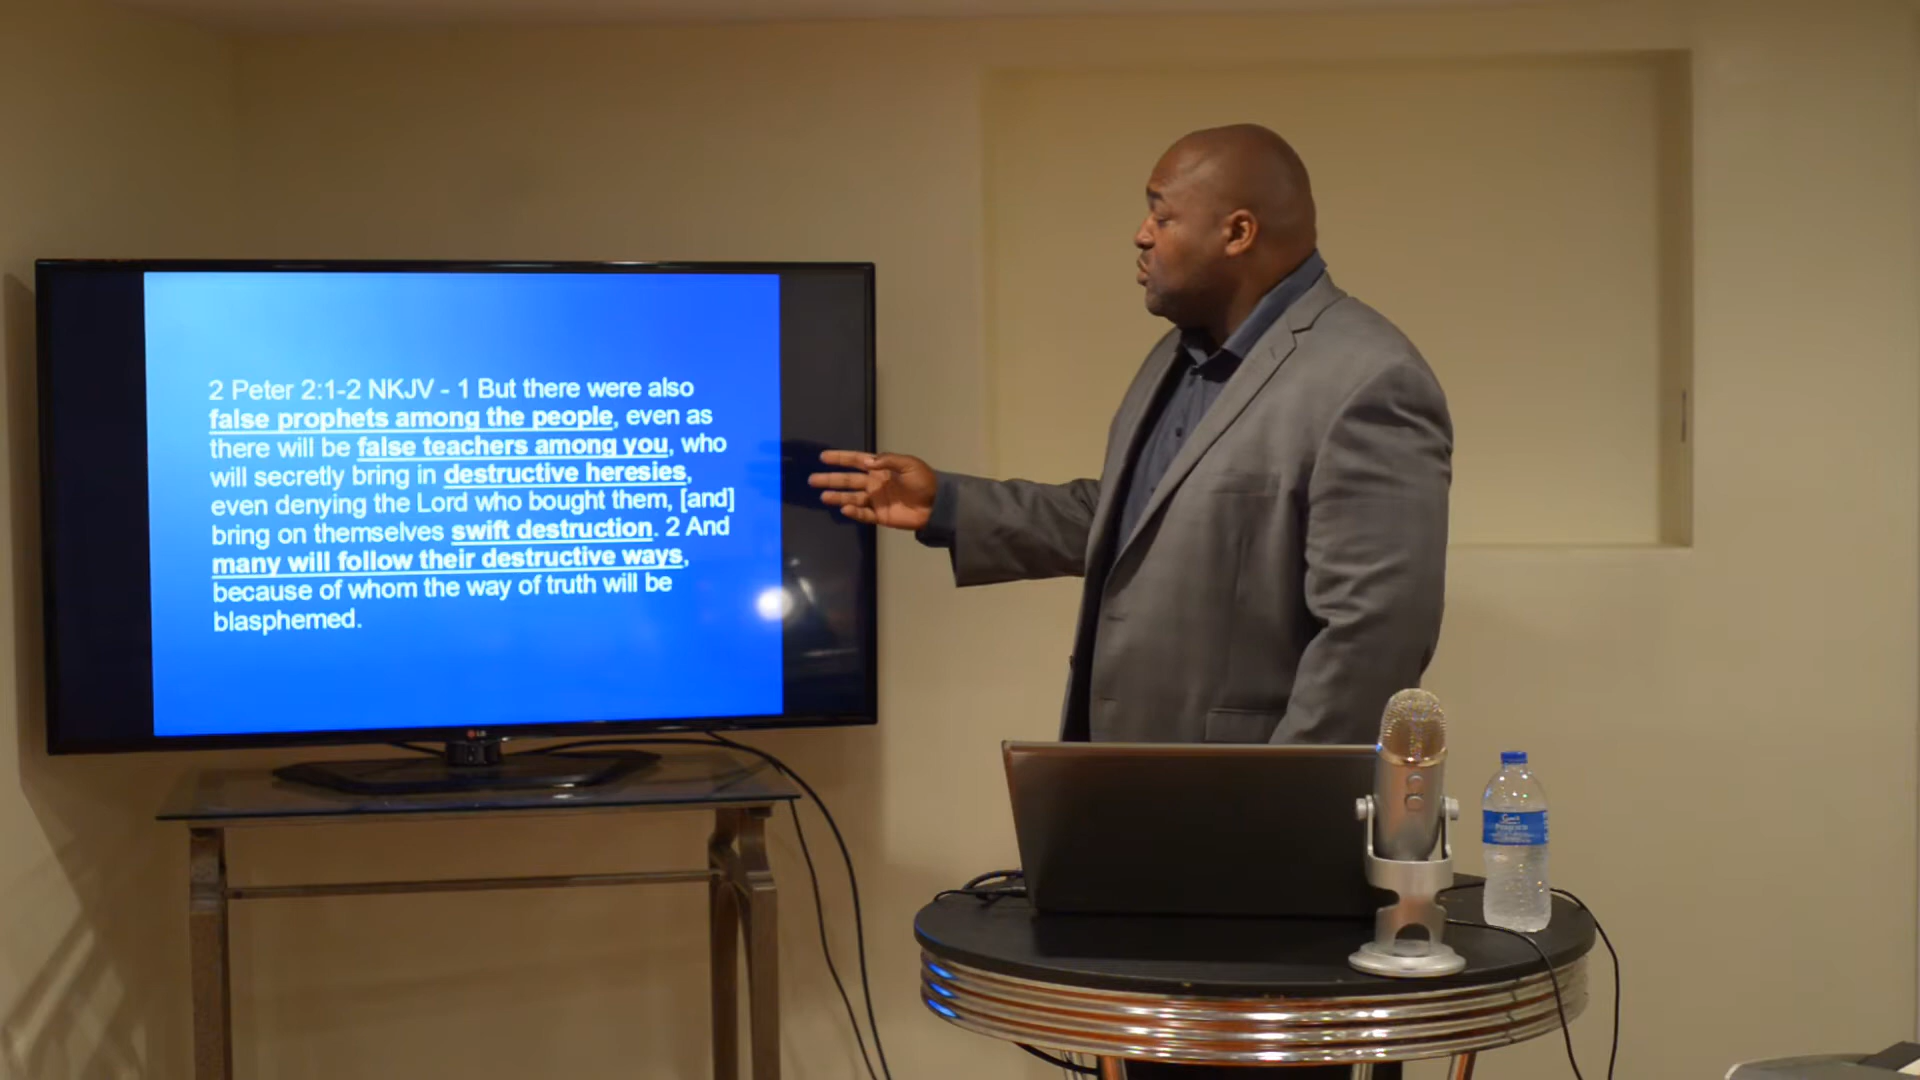 2 Peter 2:1-2 NKJV - 1 But there were also
false prophets among the people, even as
there will be false teachers among you, who
will secretly bring in destructive heresies,
even denying the Lord who bought them, [and]
bring on themselves swift destruction. 2 And
many will follow their destructive ways,
because of whom the way of truth will be
blasphemed.
LG